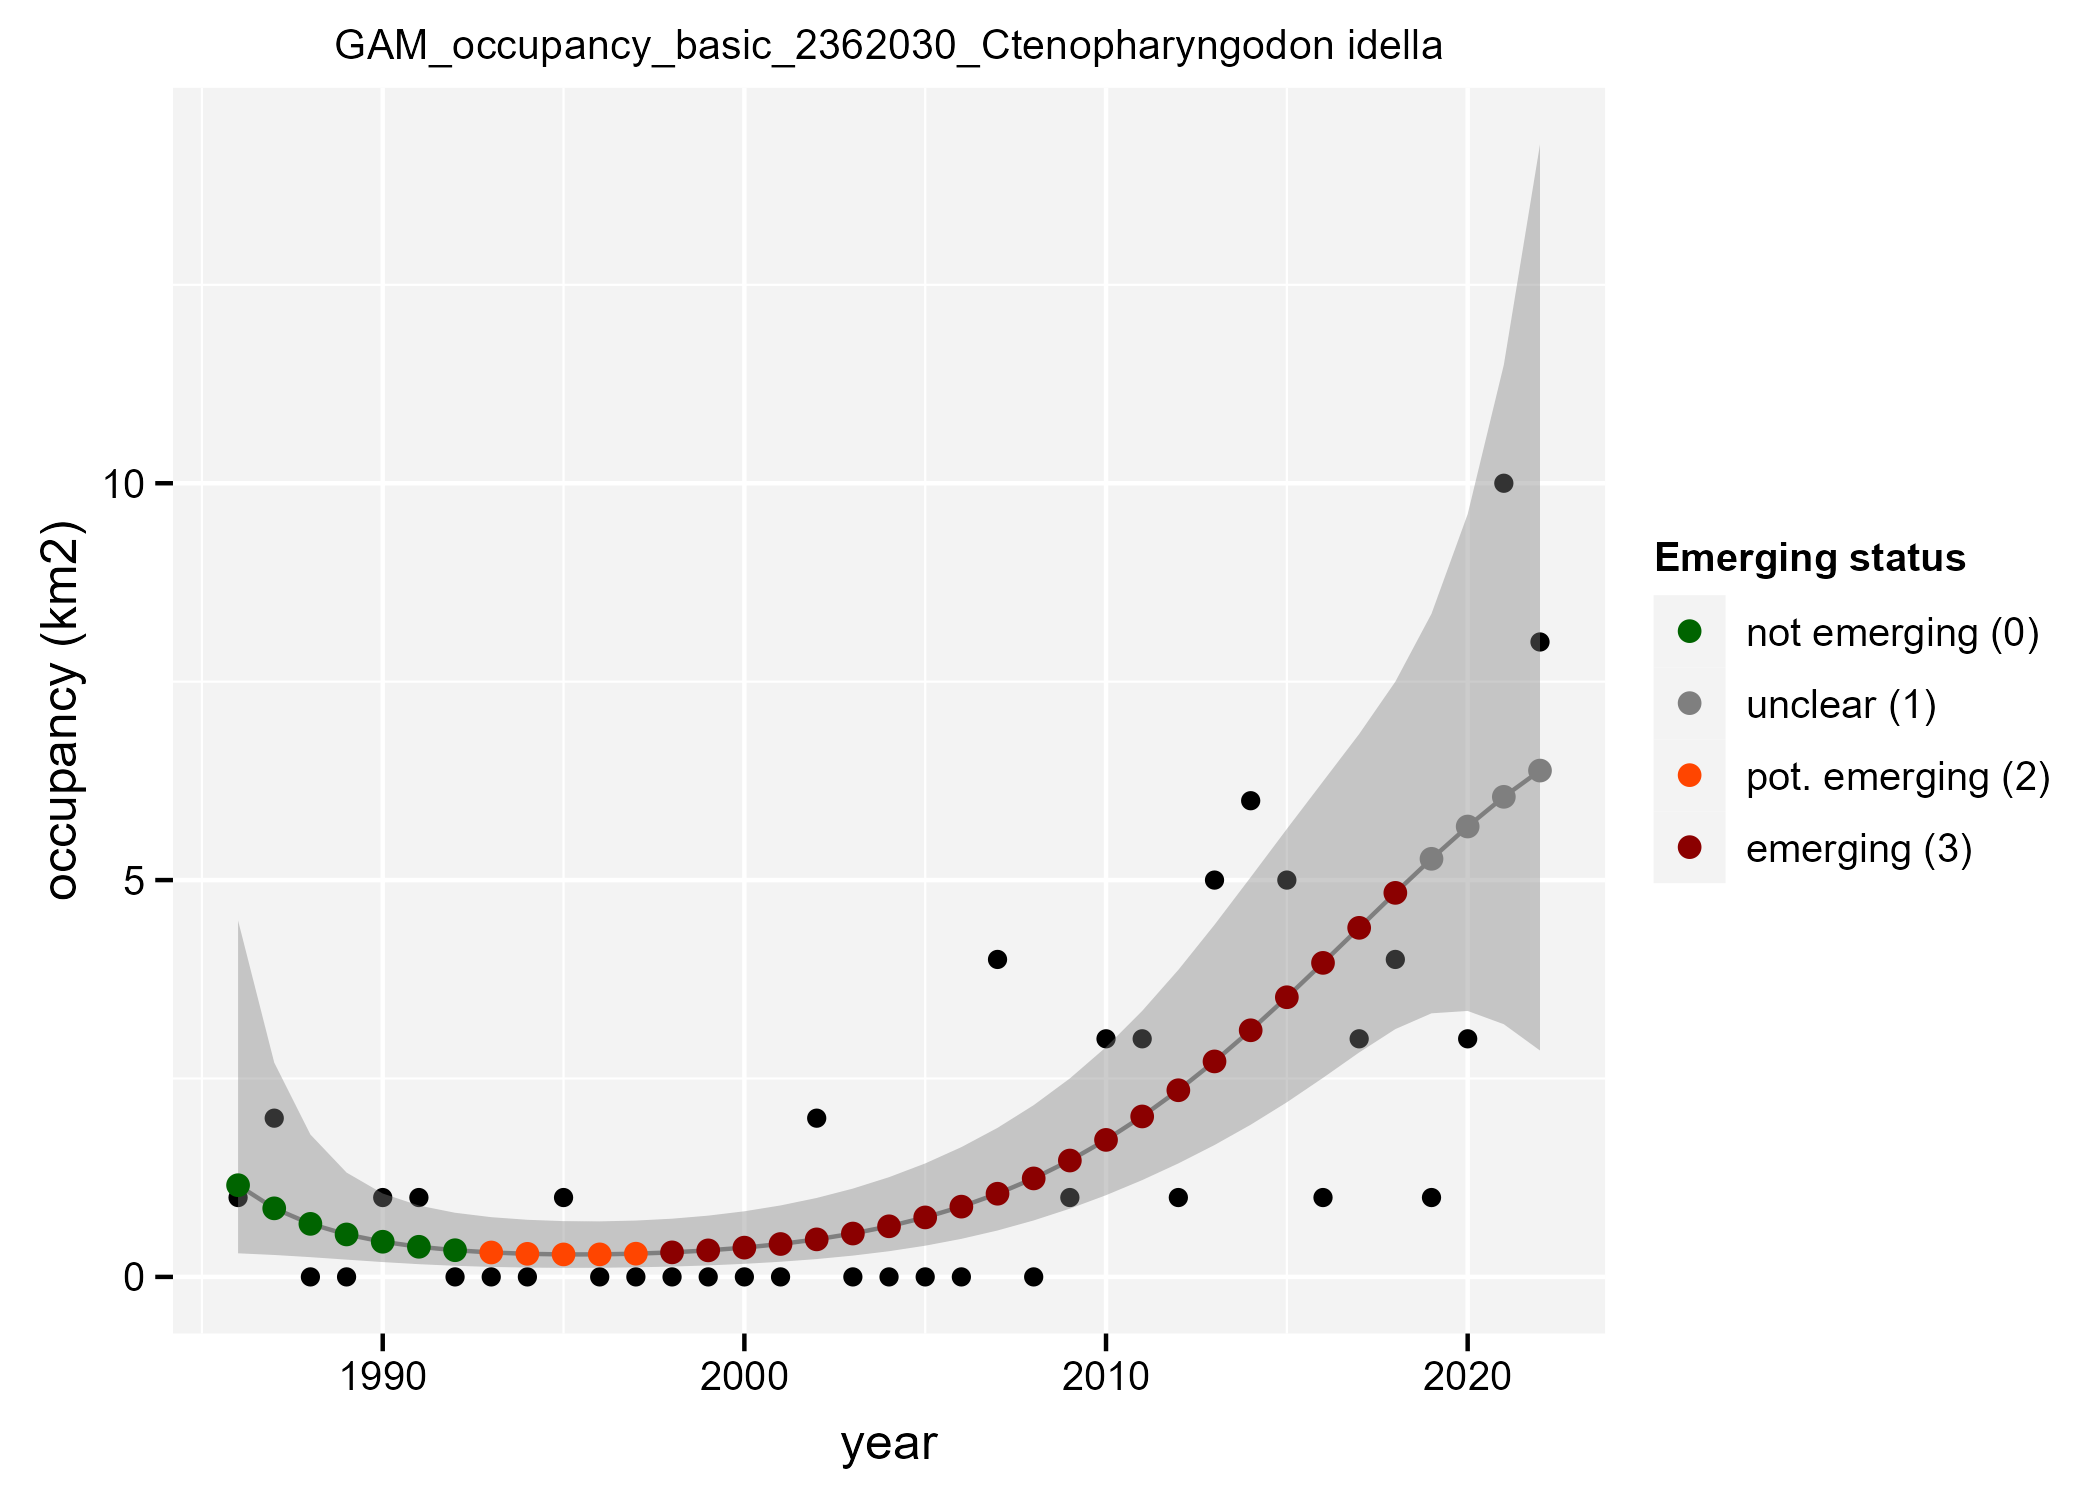 GAM_occupancy_basic_2362030_Ctenopharyngodon idella
occupancy (km2)
10
5
0
1990 2000 2010 2020
year
Emerging status
not emerging (0)
unclear (1)
pot. emerging (2)
emerging (3)